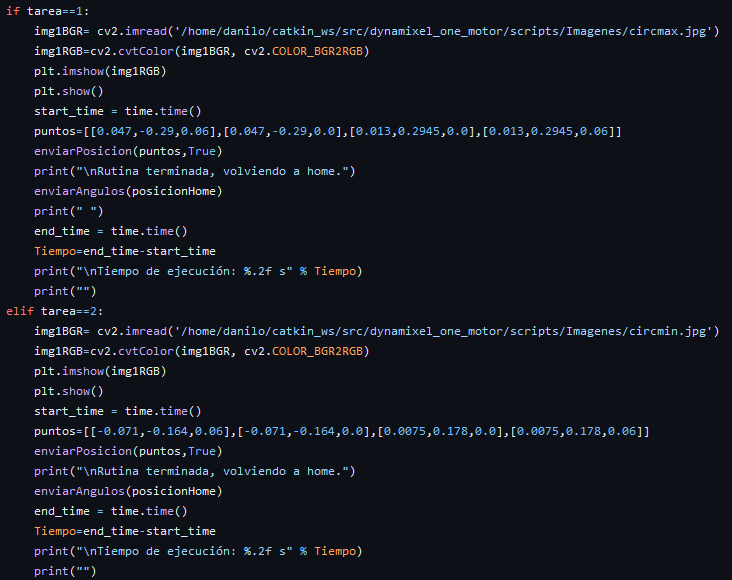 if tarea==1:
    img1BGR= cv2.imread('/home/danilo/catkin_ws/src/dynamixel_one_motor/scripts/Imagenes/circmax.jpg')
    img1RGB=cv2.cvtColor(img1BGR, cv2.COLOR_BGR2RGB)
    plt.imshow(img1RGB)
    plt.show()
    start_time = time.time()
    puntos=[[0.047,-0.29,0.06],[0.047,-0.29,0.0],[0.013,0.2945,0.0],[0.013,0.2945,0.06]]
    enviarPosicion(puntos,True)
    print("\nRutina terminada, volviendo a home.")
    enviarAngulos(posicionHome)
    print(" ")
    end_time = time.time()
    Tiempo=end_time-start_time
    print("\nTiempo de ejecución: %.2f s" % Tiempo)
    print("")
elif tarea==2:
    img1BGR= cv2.imread('/home/danilo/catkin_ws/src/dynamixel_one_motor/scripts/Imagenes/circmin.jpg')
    img1RGB=cv2.cvtColor(img1BGR, cv2.COLOR_BGR2RGB)
    plt.imshow(img1RGB)
    plt.show()
    start_time = time.time()
    puntos=[[-0.071,-0.164,0.06],[-0.071,-0.164,0.0],[0.0075,0.178,0.0],[0.0075,0.178,0.06]]
    enviarPosicion(puntos,True)
    print("\nRutina terminada, volviendo a home.")
    enviarAngulos(posicionHome)
    end_time = time.time()
    Tiempo=end_time-start_time
    print("\nTiempo de ejecución: %.2f s" % Tiempo)
    print("")